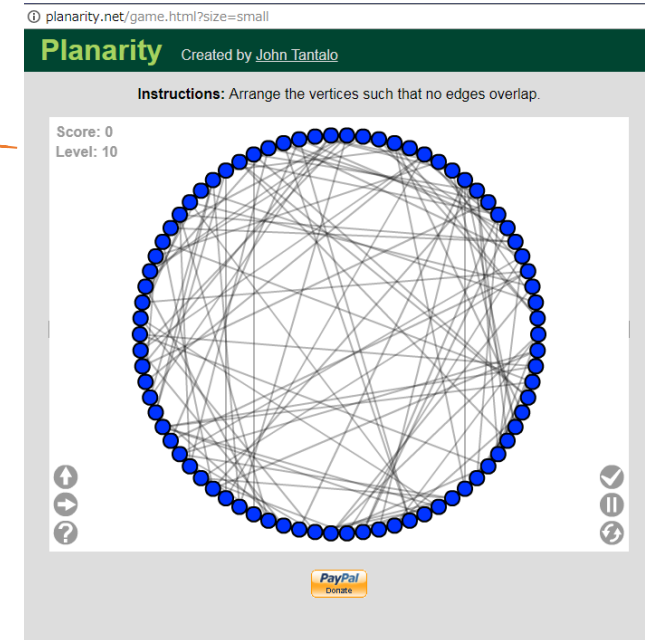 planarity.net/game.html?size=small
Planarity Created by John Tantalo
Instructions: Arrange the vertices such that no edges overlap.
Score: 0
Level: 10
?
PayPal
Donate